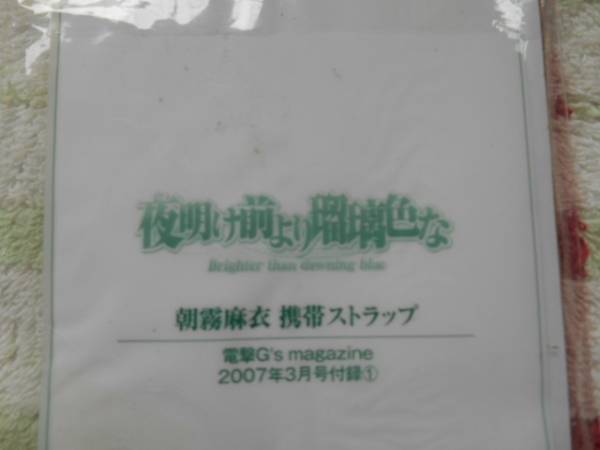 夜明け前より瑠璃色な
Brighter than dawning blue
朝霧麻衣 携帯ストラップ
電撃G's magazine
2007年3月号付録①